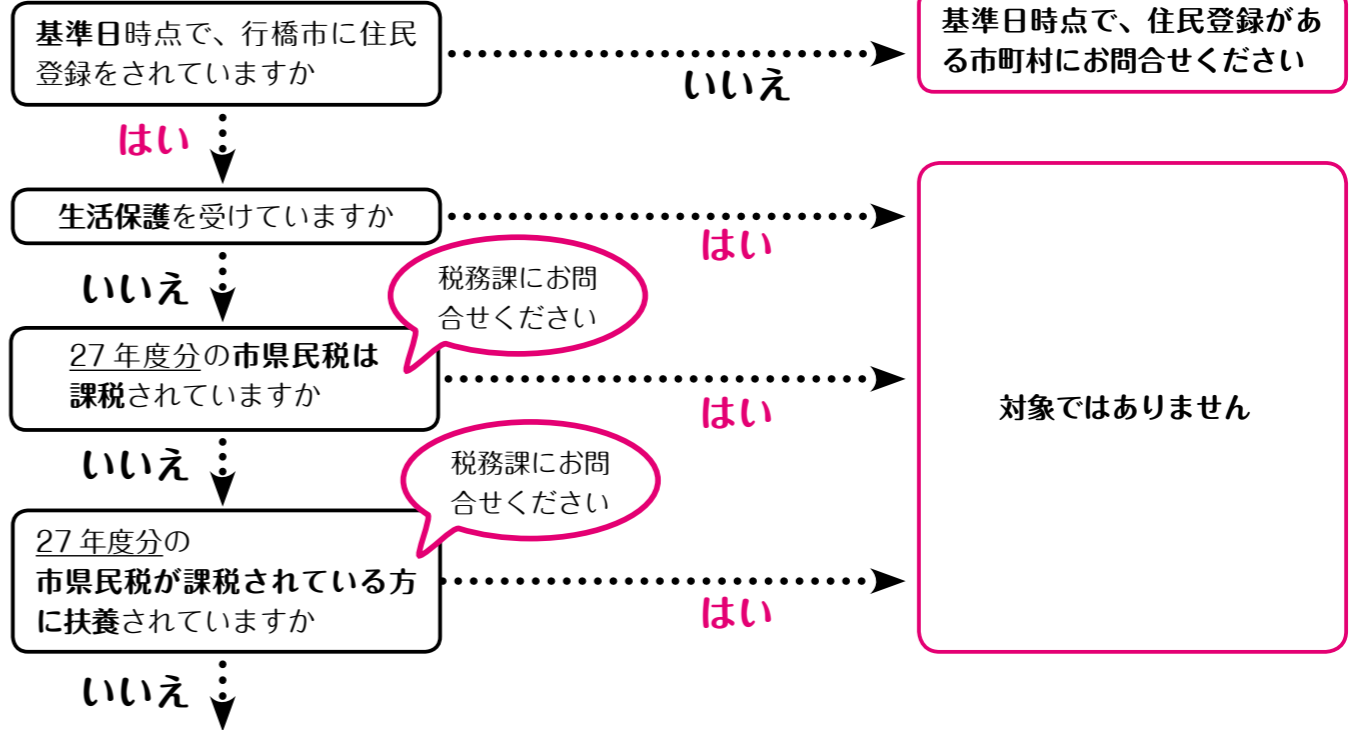 基準日時点で、行橋市に住民
登録をされていますか
いいえ
基準日時点で、住民登録があ
る市町村にお問合せください
はい
生活保護を受けていますか
はい
いいえ
税務課にお問
合せください
27 年度分の市県民税は
課税されていますか
はい
対象ではありません
いいえ
税務課にお問
合せください
27 年度分の
市県民税が課税されている方
に扶養されていますか
はい
いいえ